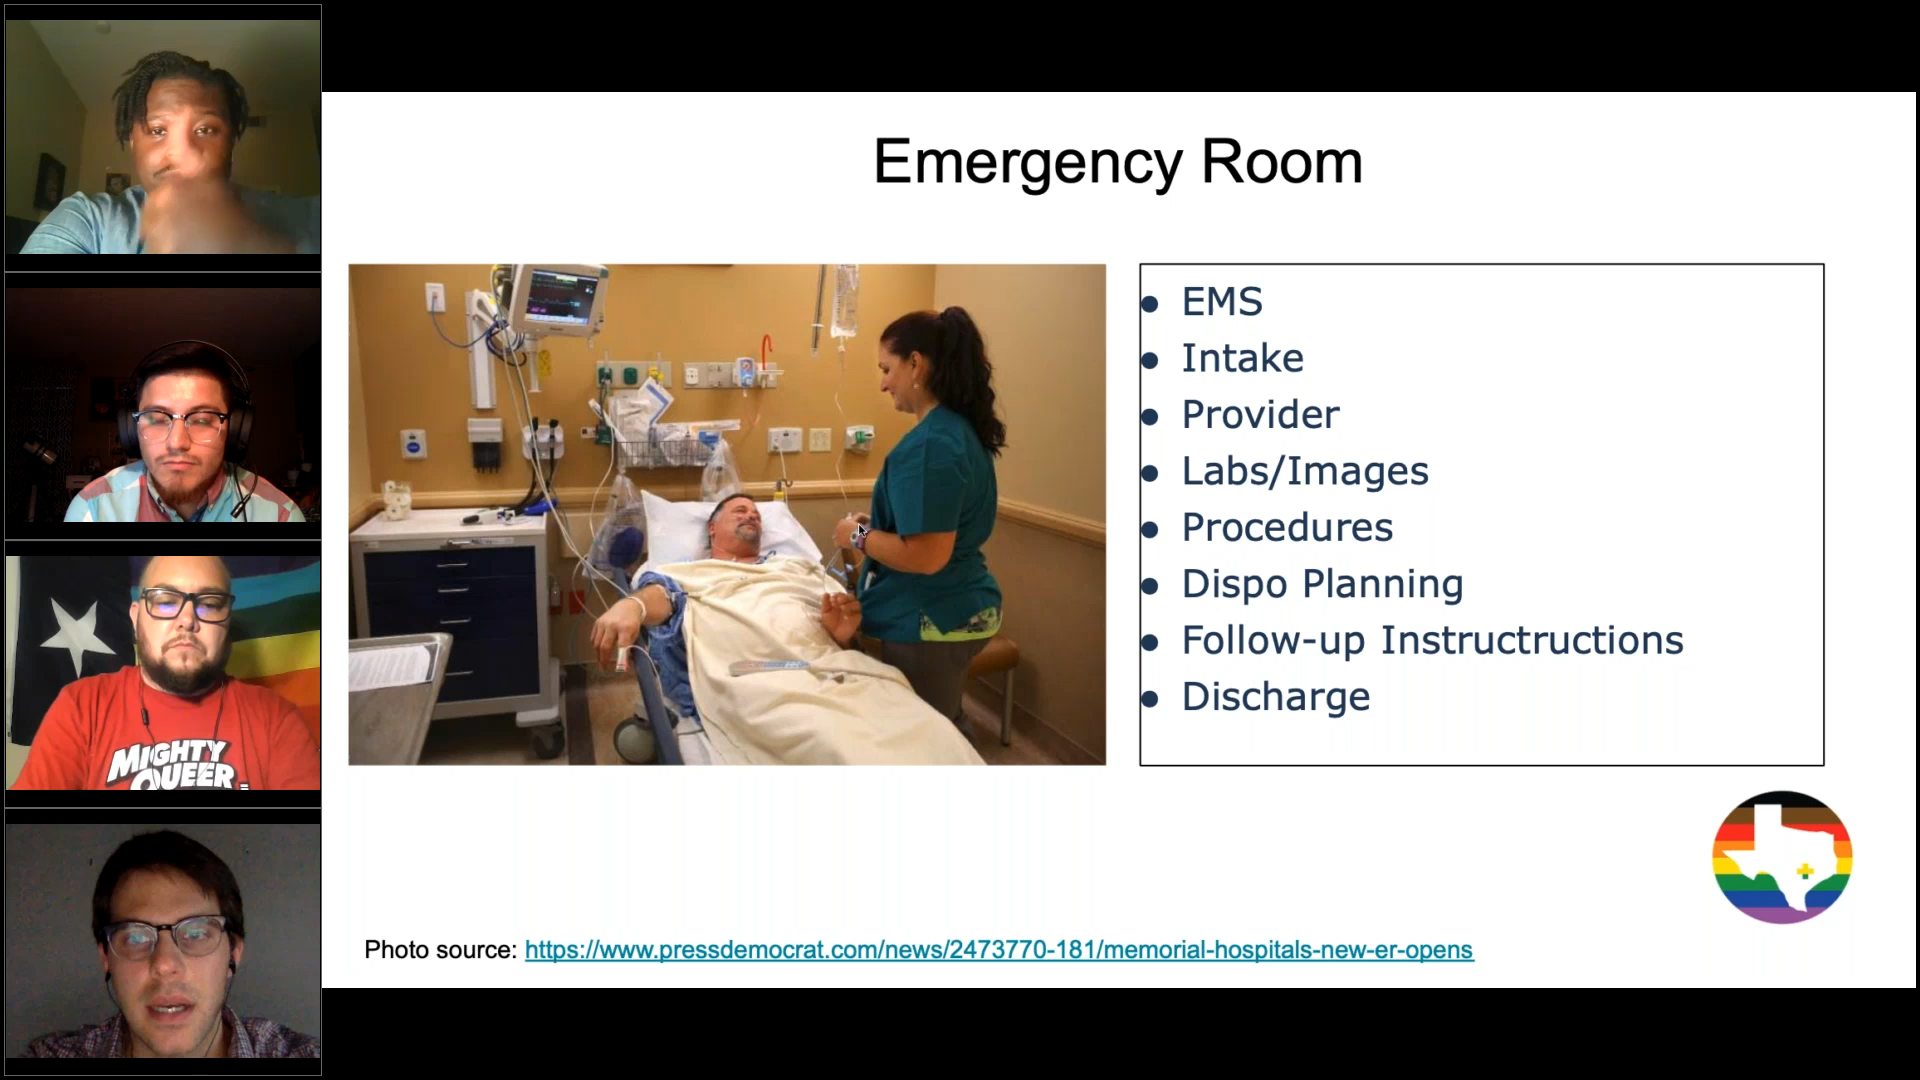 Emergency Room
EMS
Intake
Provider
Labs/Images
Procedures
Dispo Planning
Follow-up Instructructions
Discharge
Photo source: https://www.pressdemocrat.com/news/2473770-181/memorial-hospitals-new-er-opens
MIGHTY
QUEER